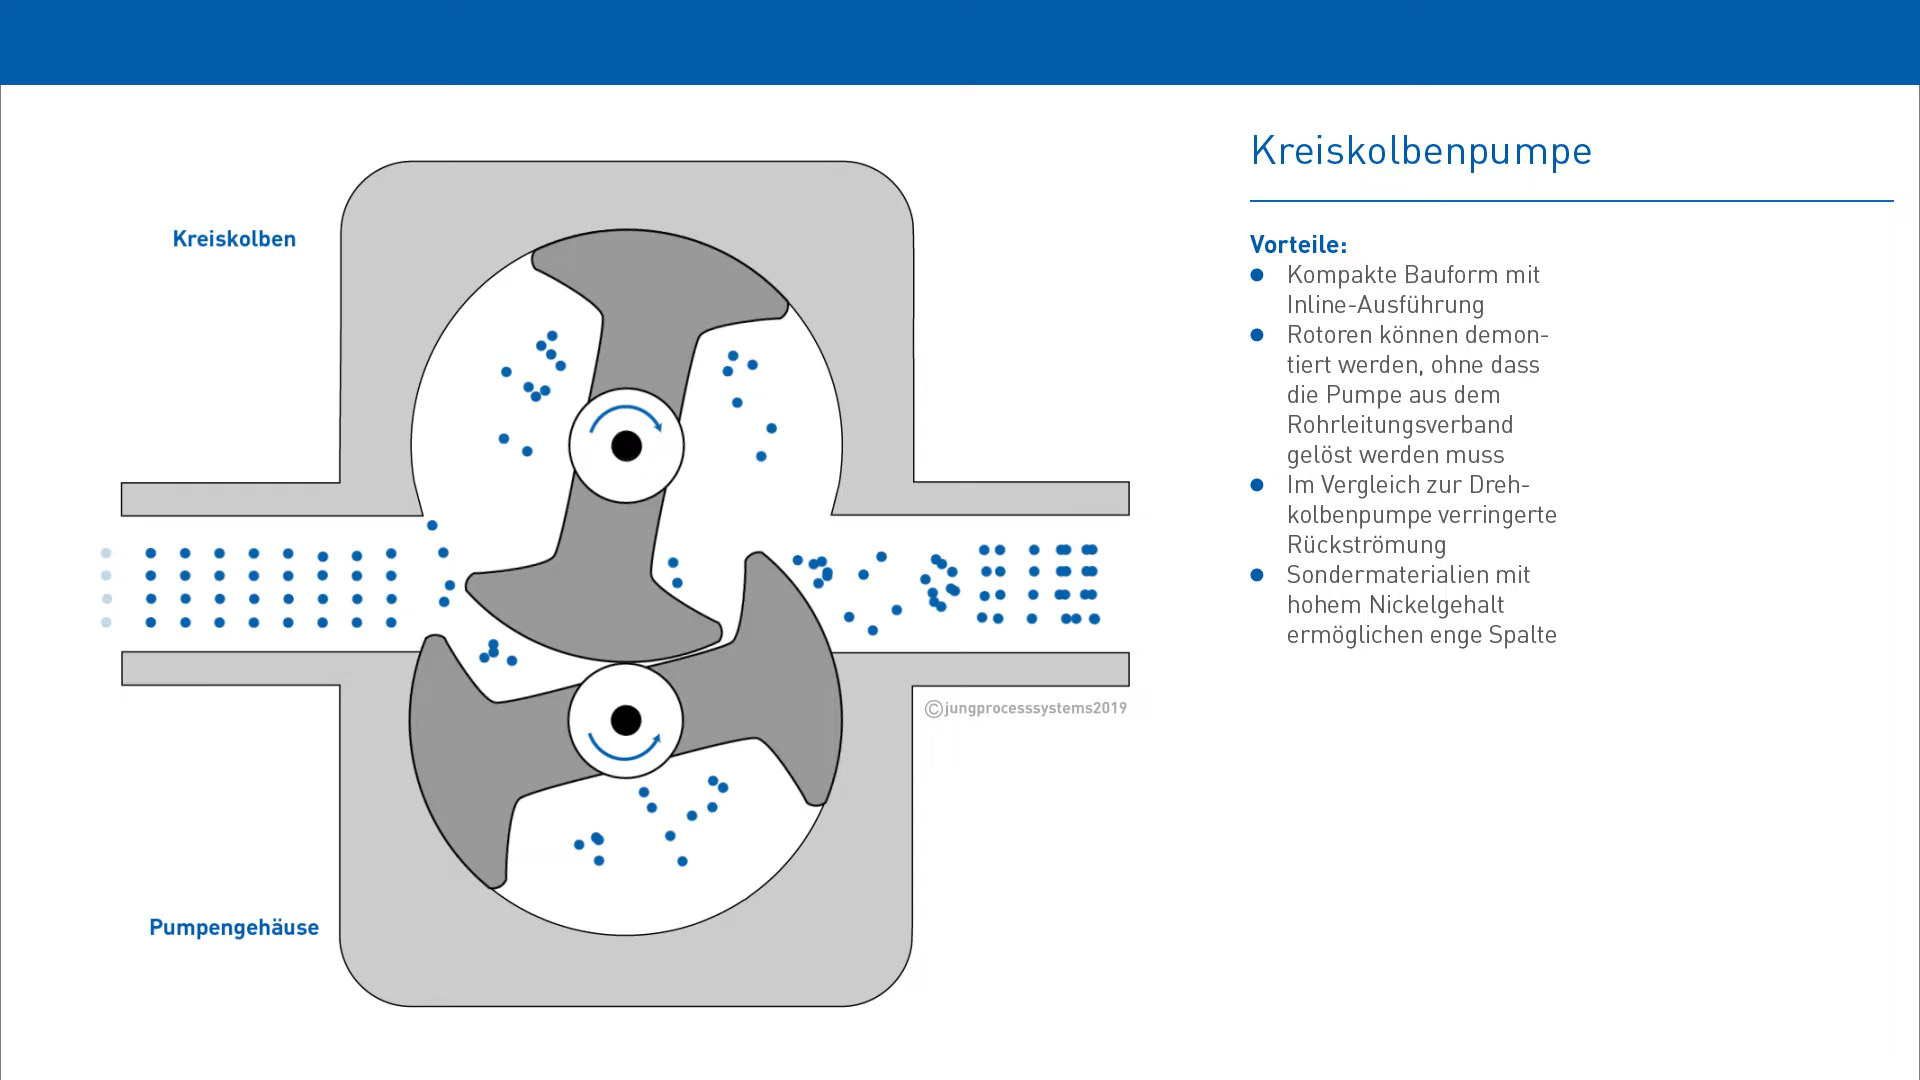 Kreiskolbenpumpe
Kreiskolben
Vorteile:
Kompakte Bauform mit
Inline-Ausführung
Rotoren können demon-
tiert werden, ohne dass
die Pumpe aus dem
Rohrleitungsverband
gelöst werden muss
Im Vergleich zur Dreh-
kolbenpumpe verringerte
Rückströmung
Sondermaterialien mit
hohem Nickelgehalt
ermöglichen enge Spalte
©jungprocesssystems2019
Pumpengehäuse